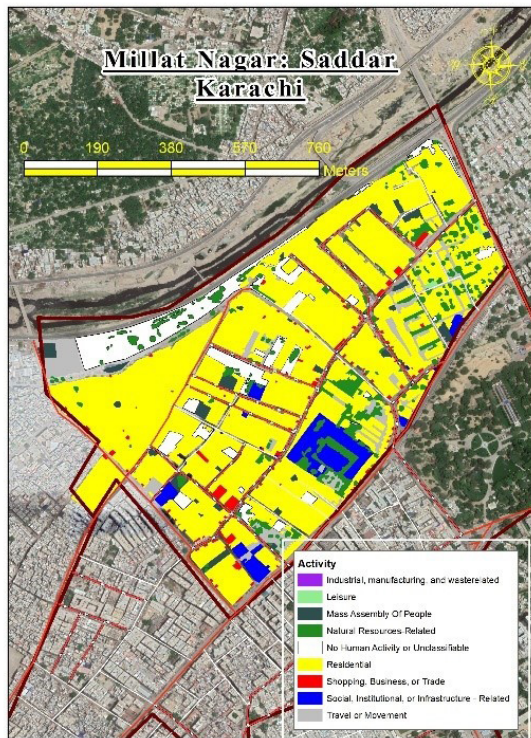 Millat Nagar: Saddar
Karachi
0 190 380 570 760
Meters
Activity
Industrial, manufacturing, and wasterelated
Leisure
Mass Assembly Of People
Natural Resources-Related
No Human Activity or Unclassifiable
Residential
Shopping, Business, or Trade
Social, Institutional, or Infrastructure - Related
Travel or Movement